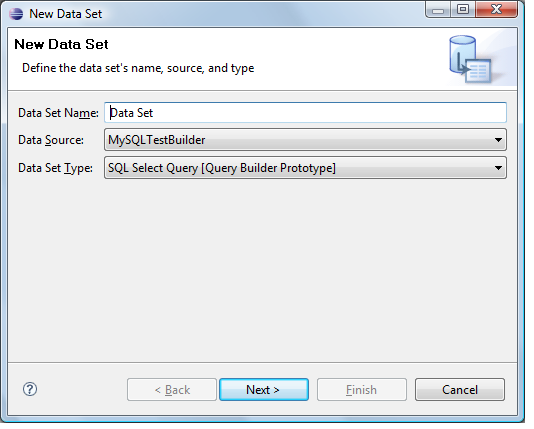 New Data Set
New Data Set
Define the data set's name, source, and type
Data Set Name: Data Set
Data Source: MySQLTestBuilder
Data Set Type: SQL Select Query [Query Builder Prototype]
? < Back Next > Finish Cancel